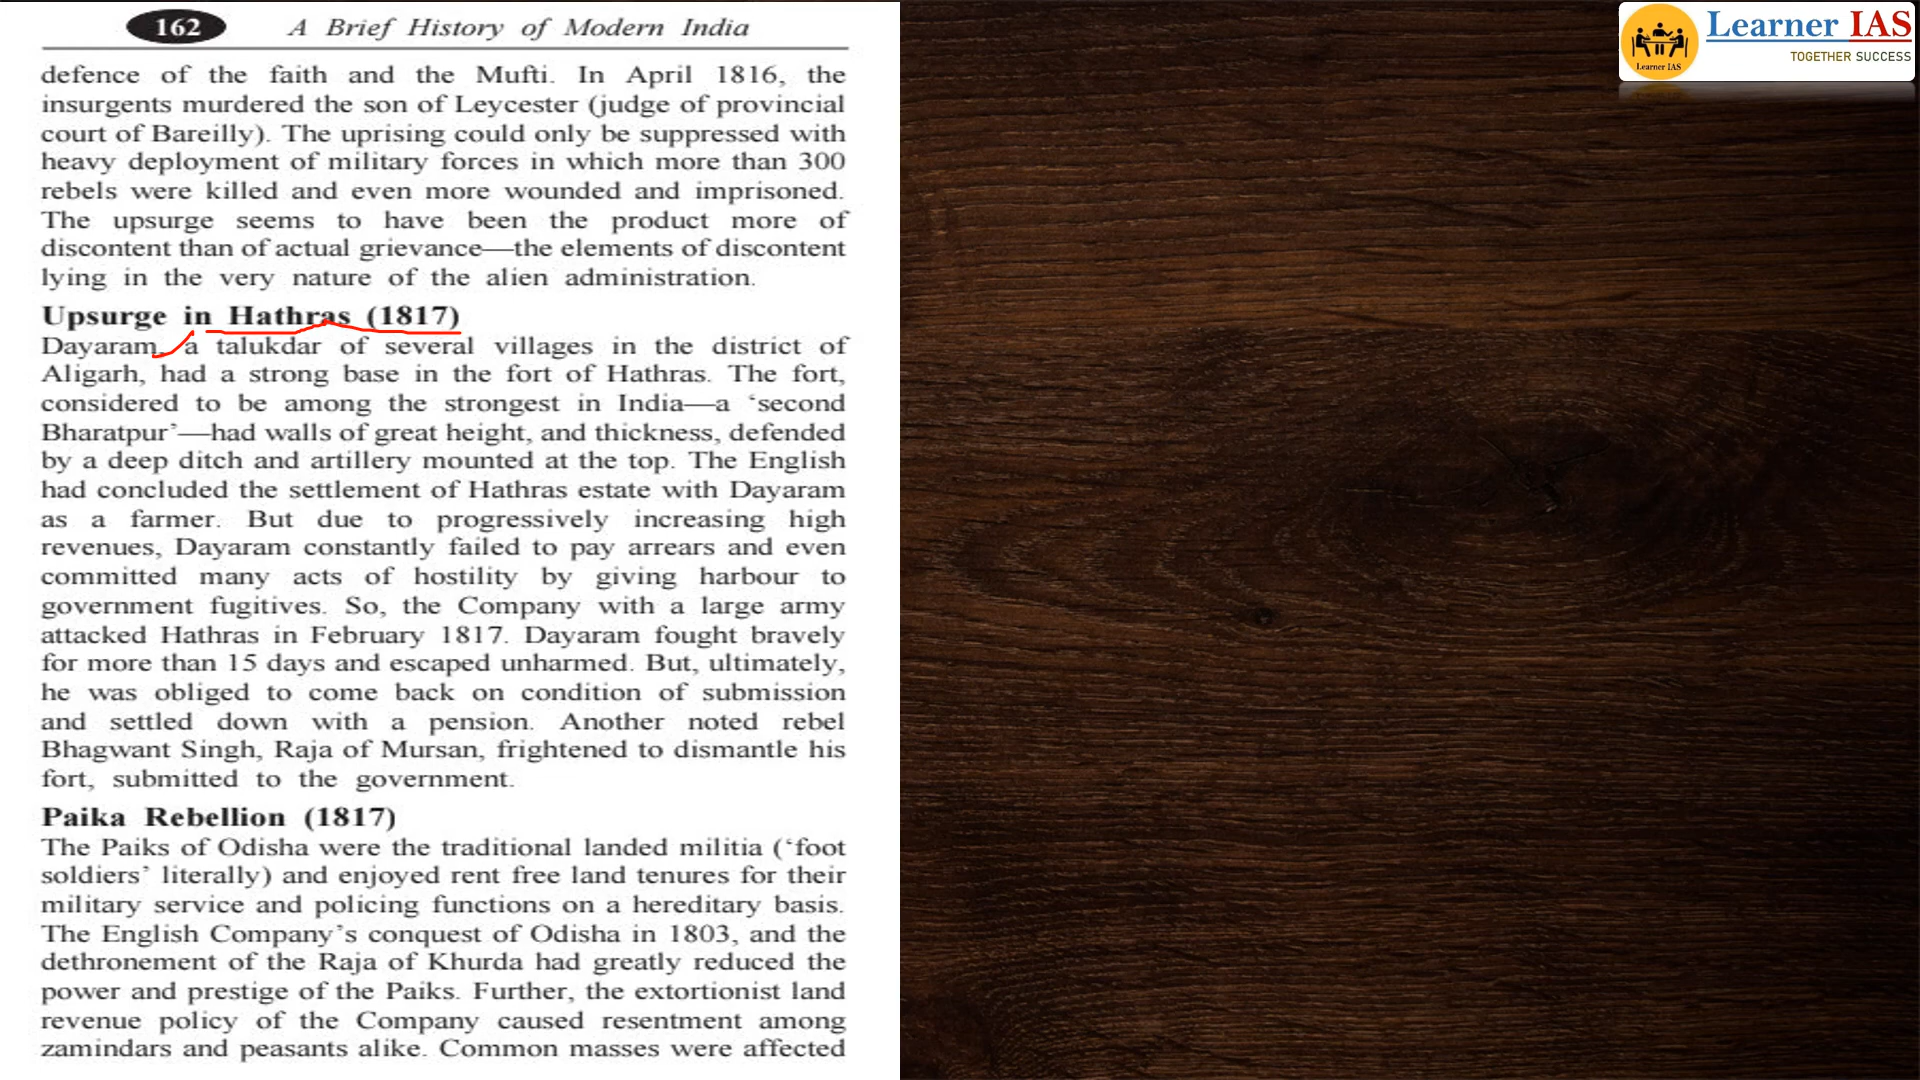 162 A Brief History of Modern India
defence of the faith and the Mufti. In April 1816, the
insurgents murdered the son of Leycester (judge of provincial
court of Bareilly). The uprising could only be suppressed with
heavy deployment of military forces in which more than 300
rebels were killed and even more wounded and imprisoned.
The upsurge seems to have been the product more of
discontent than of actual grievance—the elements of discontent
lying in the very nature of the alien administration.
Upsurge in Hathras (1817)
Dayaram, a talukdar of several villages in the district of
Aligarh, had a strong base in the fort of Hathras. The fort,
considered to be among the strongest in India—a ‘second
Bharatpur’—had walls of great height, and thickness, defended
by a deep ditch and artillery mounted at the top. The English
had concluded the settlement of Hathras estate with Dayaram
as a farmer. But due to progressively increasing high
revenues, Dayaram constantly failed to pay arrears and even
committed many acts of hostility by giving harbour to
government fugitives. So, the Company with a large army
attacked Hathras in February 1817. Dayaram fought bravely
for more than 15 days and escaped unharmed. But, ultimately,
he was obliged to come back on condition of submission
and settled down with a pension. Another noted rebel
Bhagwant Singh, Raja of Mursan, frightened to dismantle his
fort, submitted to the government.
Paika Rebellion (1817)
The Paiks of Odisha were the traditional landed militia (‘foot
soldiers’ literally) and enjoyed rent free land tenures for their
military service and policing functions on a hereditary basis.
The English Company’s conquest of Odisha in 1803, and the
dethronement of the Raja of Khurda had greatly reduced the
power and prestige of the Paiks. Further, the extortionist land
revenue policy of the Company caused resentment among
zamindars and peasants alike. Common masses were affected
Learner IAS
TOGETHER SUCCESS
Learner IAS